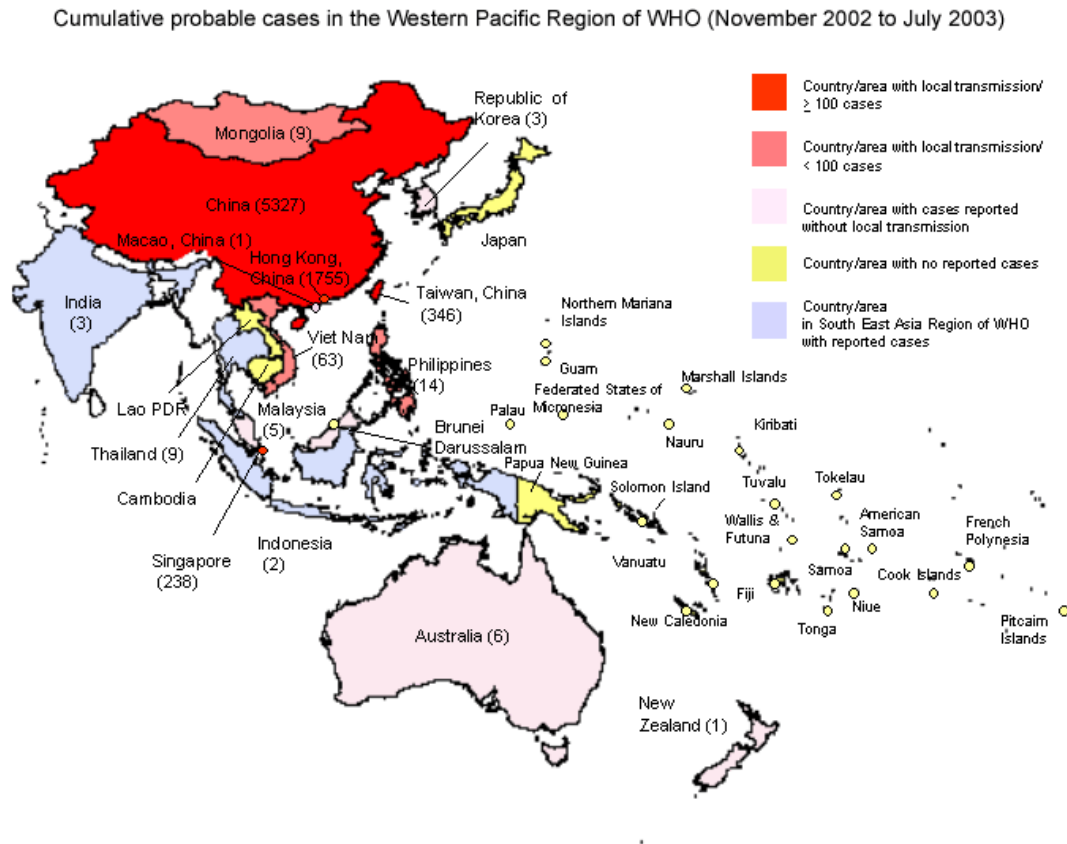 Cumulative probable cases in the Western Pacific Region of WHO (November 2002 to July 2003)
Country/area with local transmission/
≥ 100 cases
Country/area with local transmission/
< 100 cases
Country/area with cases reported
without local transmission
Country/area with no reported cases
Country/area
in South East Asia Region of WHO
with reported cases
Republic of
Korea (3)
Mongolia (9)
China (5327)
Japan
Macao, China (1)
Hong Kong,
China (1755)
Taiwan, China
(346)
India
(3)
Viet Nam
(63)
Philippines
(14)
Northern Mariana
Islands
Guam
Marshall Islands
Federated States of
Micronesia
Palau
Nauru
Kiribati
Lao PDR
Malaysia
(5)
Brunei
Darussalam
Thailand (9)
Papua New Guinea
Cambodia
Solomon Island
Tuvalu
Tokelau
Singapore
(238)
Indonesia
(2)
Wallis &
Futuna
American
Samoa
French
Polynesia
Vanuatu
Samoa
Cook Islands
Fiji
Niue
New Caledonia
Tonga
Pitcairn
Islands
Australia (6)
New
Zealand (1)